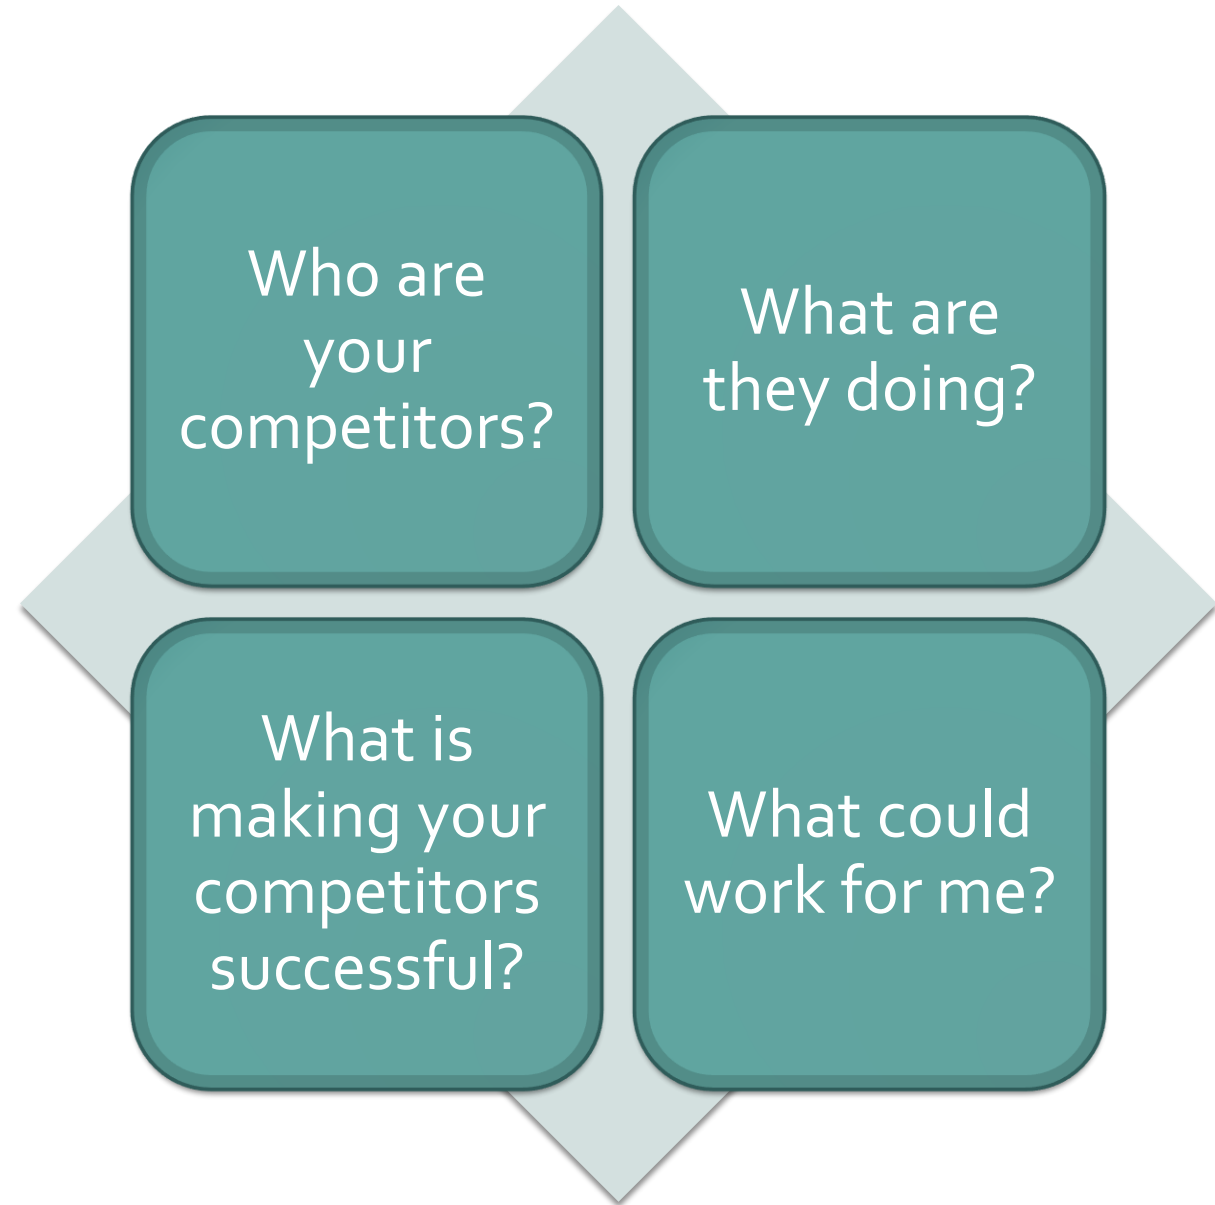 Who are
your
competitors?
What are
they doing?
What is
making your
competitors
successful?
What could
work for me?